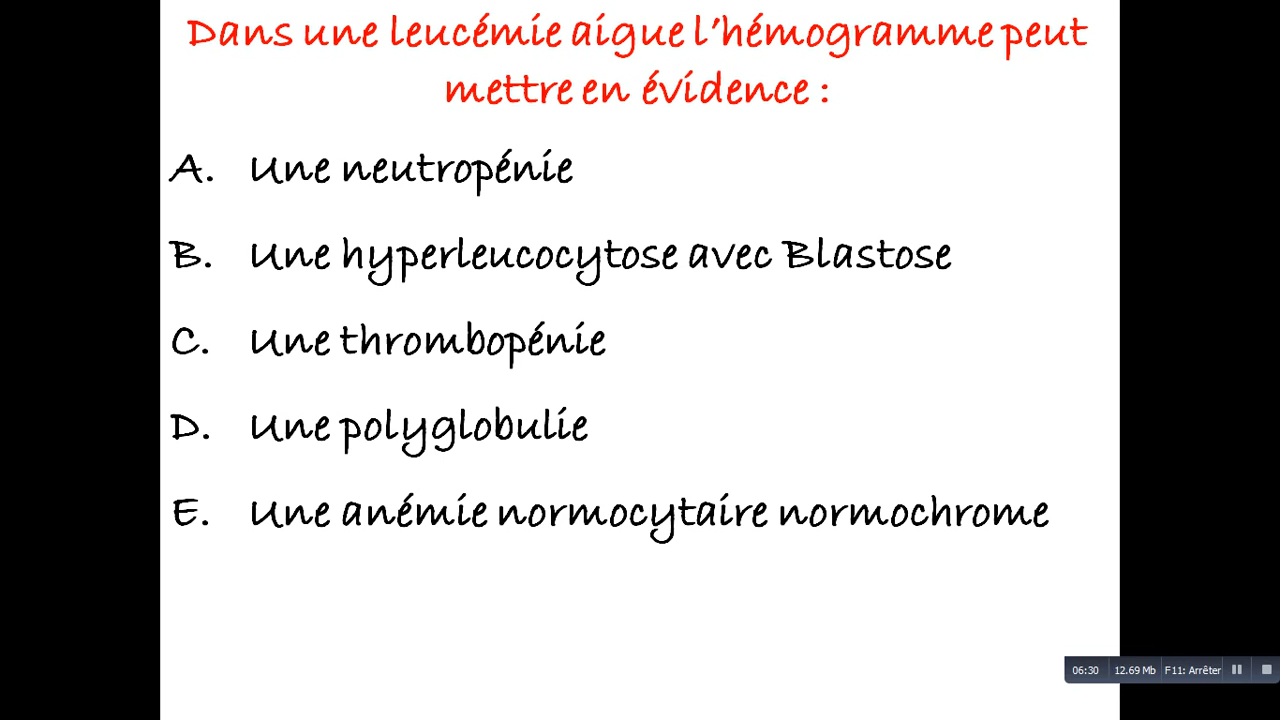 Dans une leucémie aigue l'hémogramme peut
mettre en évidence :
A. Une neutropénie
B. Une hyperleucocytose avec Blastose
C. Une thrombopénie
D. Une polyglobulie
E. Une anémie normocytaire normochrome
06:30 12.69 Mb F11: Arrêter